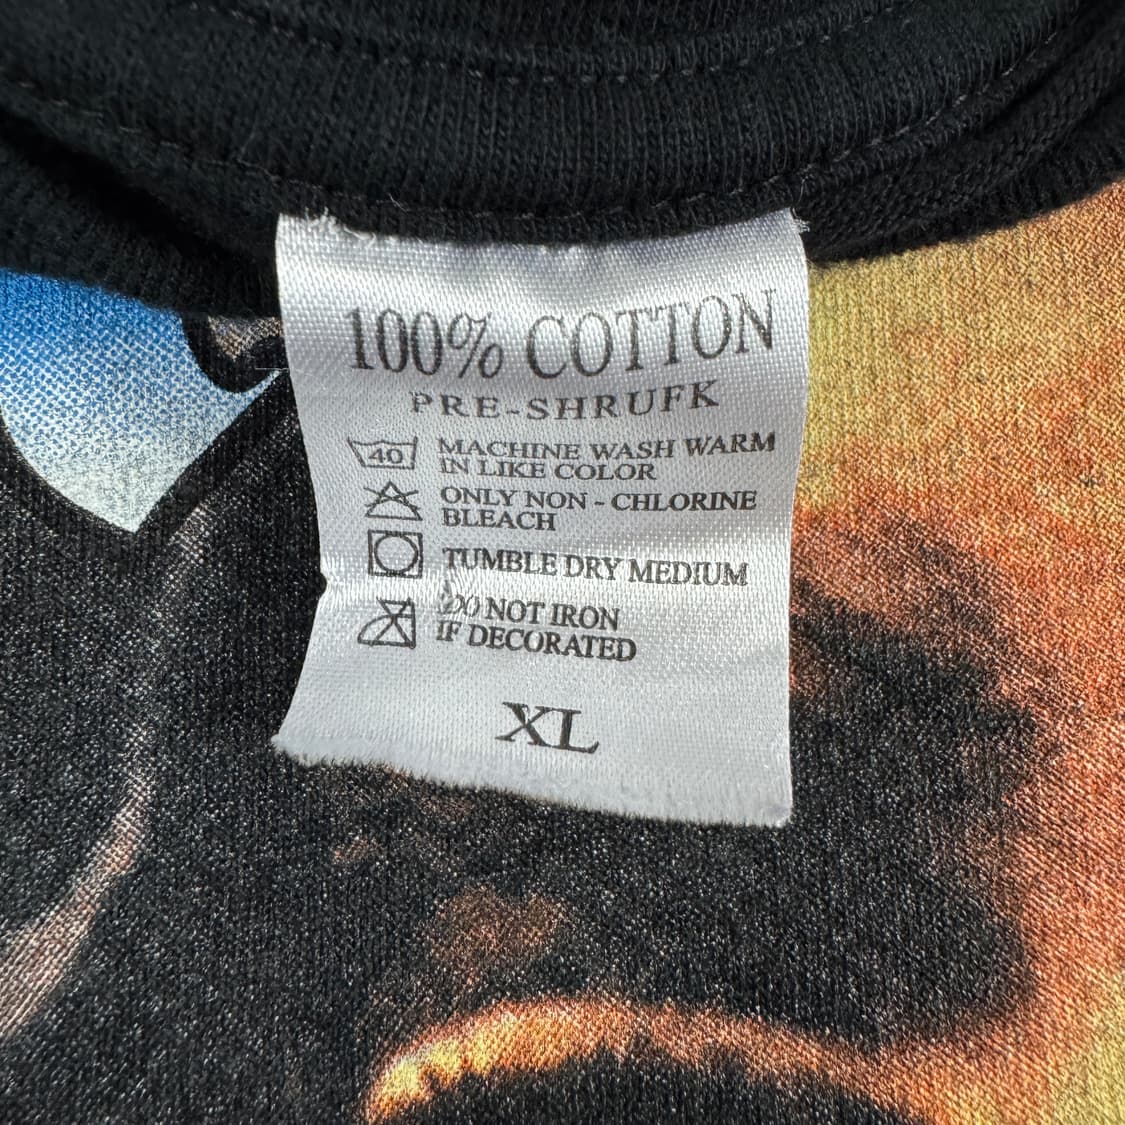 100% COTTON
PRE-SHRUFK
40 MACHINE WASH WARM
IN LIKE COLOR
ONLY NON - CHLORINE
BLEACH
TUMBLE DRY MEDIUM
DO NOT IRON
IF DECORATED
XL